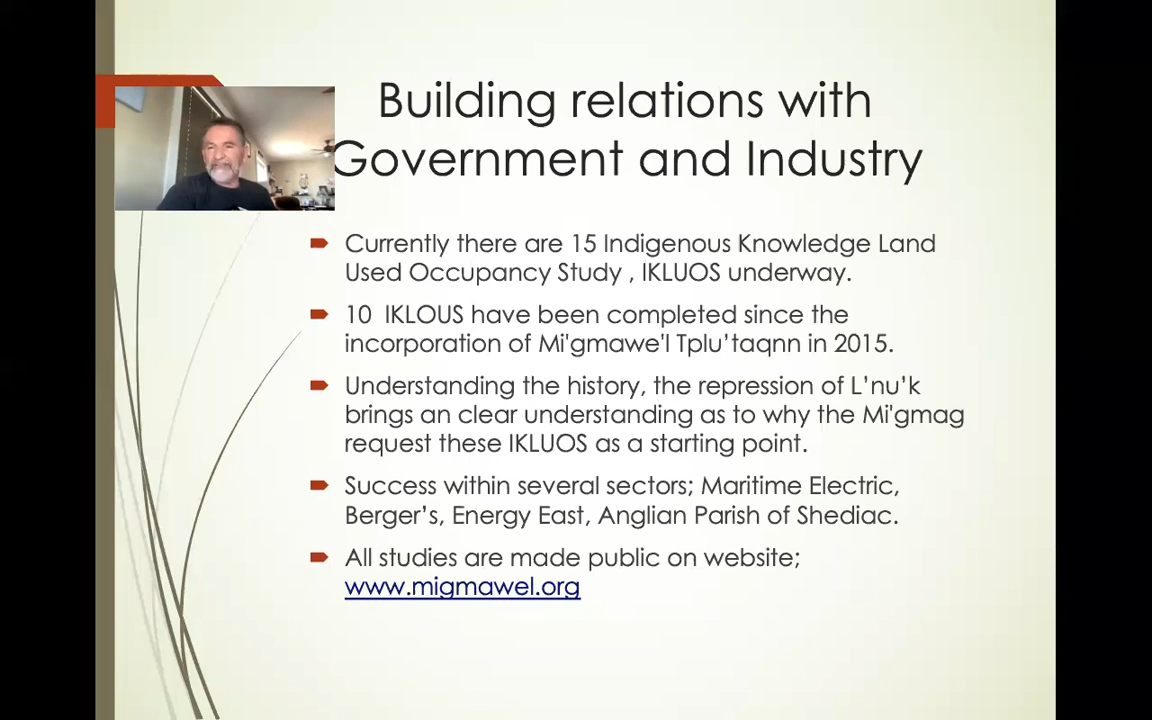 Building relations with
Government and Industry
Currently there are 15 Indigenous Knowledge Land
Used Occupancy Study , IKLUOS underway.
10  IKLOUS have been completed since the
incorporation of Mi'gmawe'l Tplu’taqnn in 2015.
Understanding the history, the repression of L’nu’k
brings an clear understanding as to why the Mi'gmag
request these IKLUOS as a starting point.
Success within several sectors; Maritime Electric,
Berger’s, Energy East, Anglian Parish of Shediac.
All studies are made public on website;
www.migmawel.org